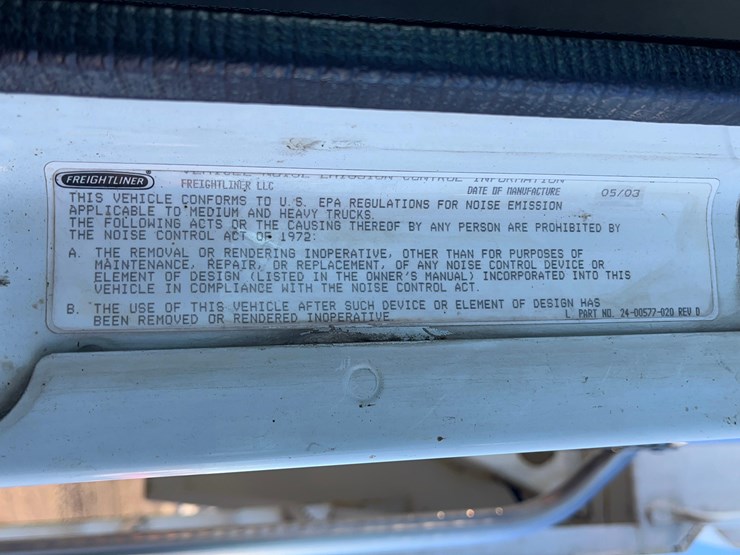 VEHICLE NOISE EMISSION CONTROL INFORMATION
FREIGHTLINER
FREIGHTLINER LLC
DATE OF MANUFACTURE 05/03
THIS VEHICLE CONFORMS TO U.S. EPA REGULATIONS FOR NOISE EMISSION
APPLICABLE TO MEDIUM AND HEAVY TRUCKS.
THE FOLLOWING ACTS OR THE CAUSING THEREOF BY ANY PERSON ARE PROHIBITED BY
THE NOISE CONTROL ACT OF 1972:
A. THE REMOVAL OR RENDERING INOPERATIVE, OTHER THAN FOR PURPOSES OF
MAINTENANCE, REPAIR, OR REPLACEMENT, OF ANY NOISE CONTROL DEVICE OR
ELEMENT OF DESIGN (LISTED IN THE OWNER'S MANUAL) INCORPORATED INTO THIS
VEHICLE IN COMPLIANCE WITH THE NOISE CONTROL ACT.
B. THE USE OF THIS VEHICLE AFTER SUCH DEVICE OR ELEMENT OF DESIGN HAS
BEEN REMOVED OR RENDERED INOPERATIVE
L PART NO. 24-00577-020 REV D